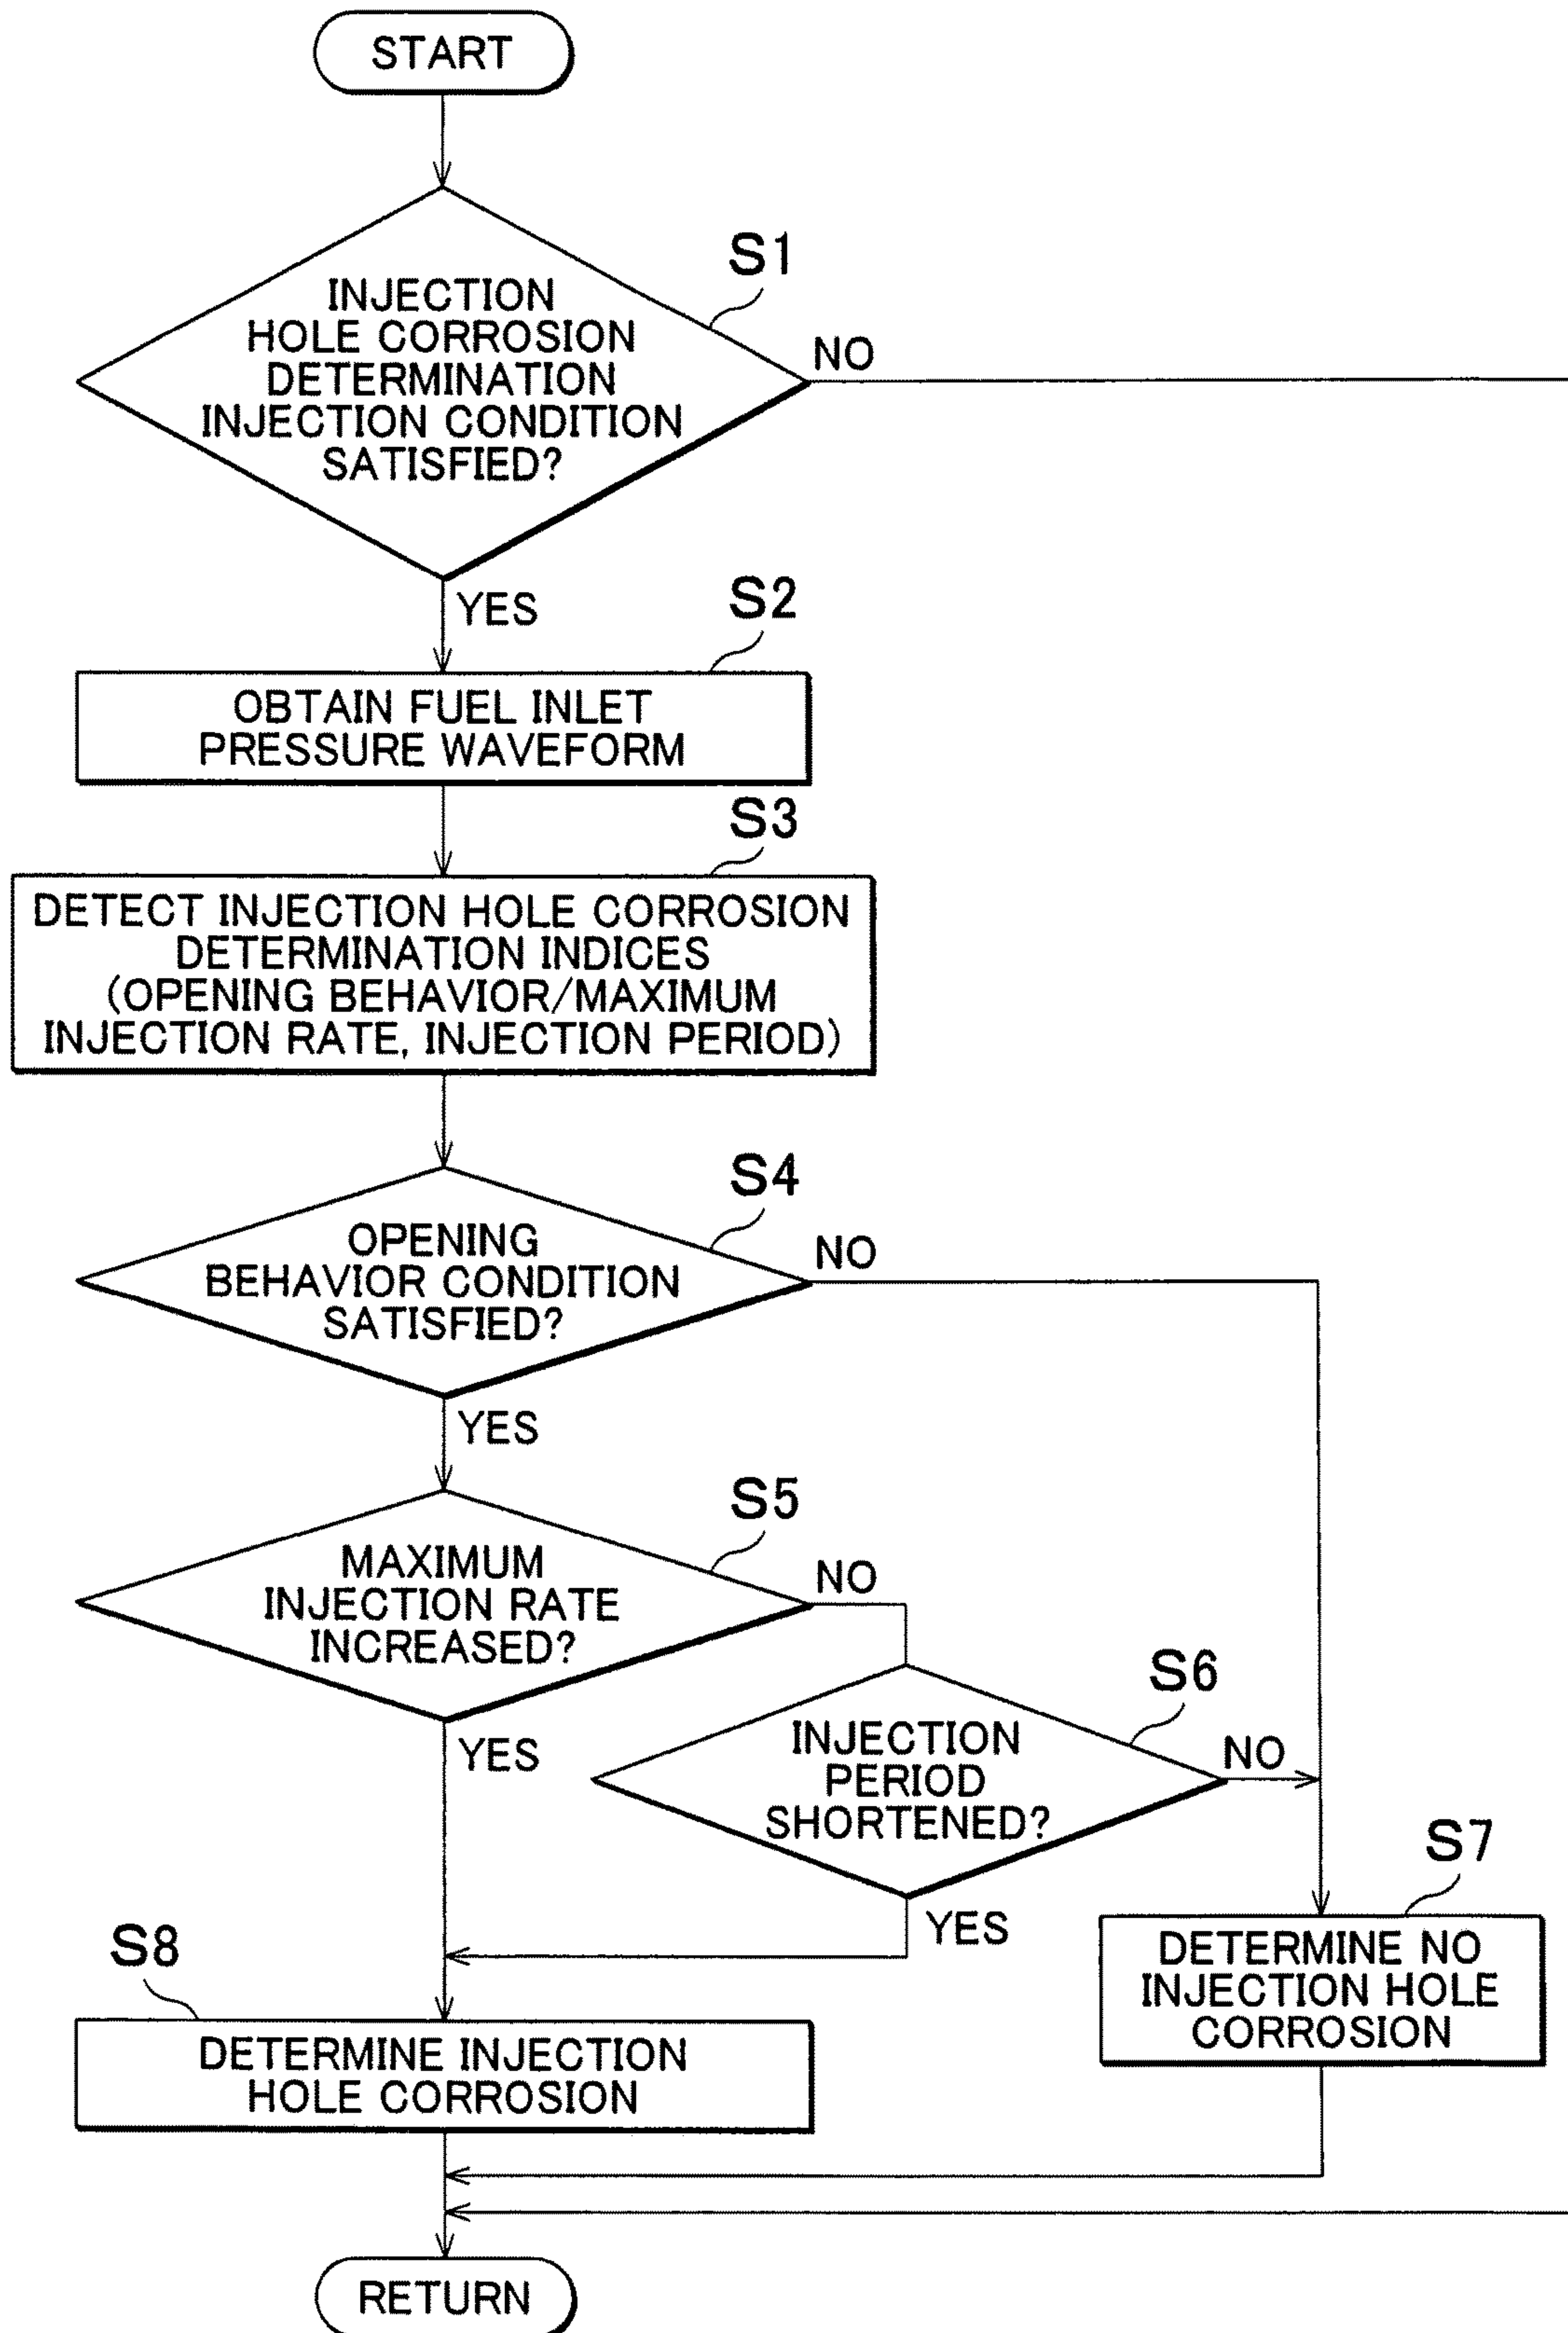 START
S1
INJECTION
HOLE CORROSION
DETERMINATION
INJECTION CONDITION
SATISFIED?
NO
YES
S2
OBTAIN FUEL INLET
PRESSURE WAVEFORM
S3
DETECT INJECTION HOLE CORROSION
DETERMINATION INDICES
(OPENING BEHAVIOR/MAXIMUM
INJECTION RATE, INJECTION PERIOD)
S4
OPENING
BEHAVIOR CONDITION
SATISFIED?
NO
YES
S5
MAXIMUM
INJECTION RATE
INCREASED?
NO
YES
S6
INJECTION
PERIOD
SHORTENED?
NO
YES
S7
DETERMINE NO
INJECTION HOLE
CORROSION
S8
DETERMINE INJECTION
HOLE CORROSION
RETURN